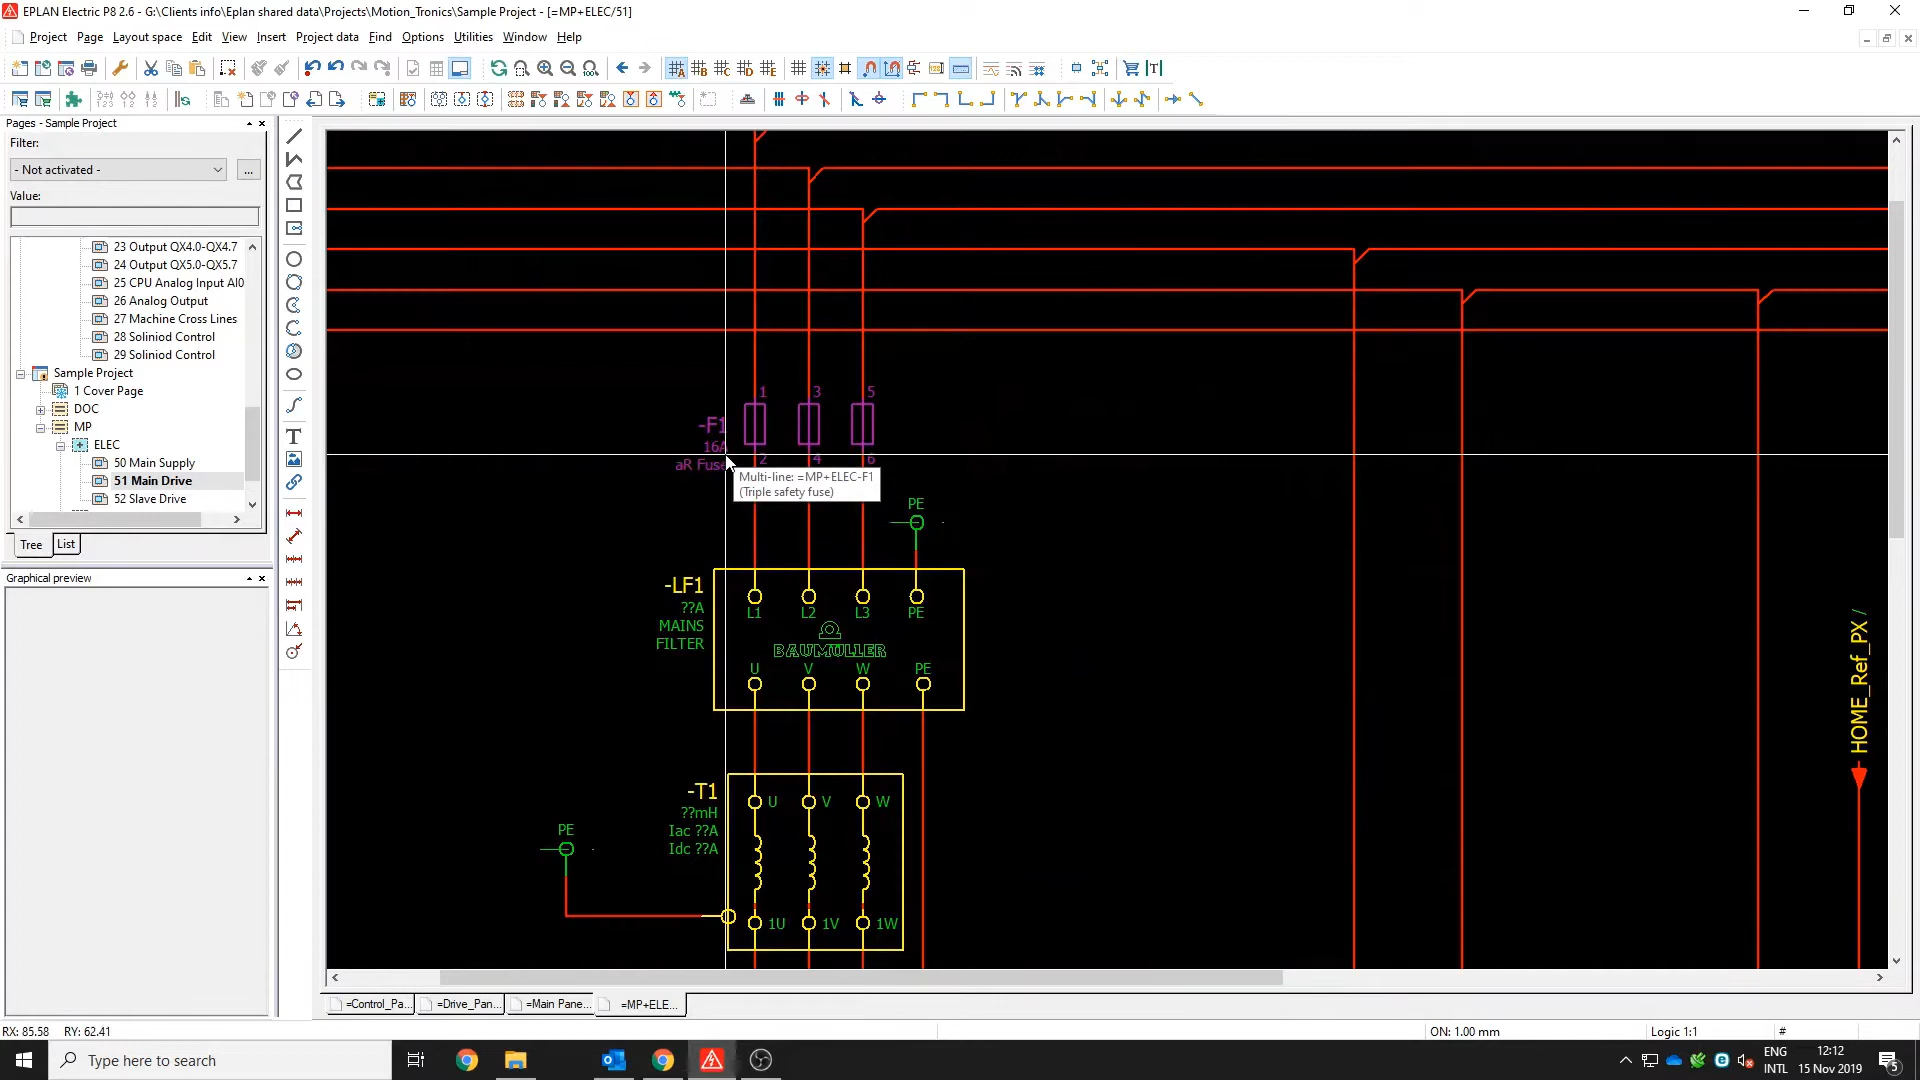 EPLAN Electric P8 2.6 - G:\Clients info\Eplan shared data\Projects\Motion_Tronics\Sample Project - [=MP+ELEC/51]
Project Page Layout space Edit View Insert Project data Find Options Utilities Window Help
Pages - Sample Project
Filter:
- Not activated -
...
Value:
23 Output QX4.0-QX4.7
24 Output QX5.0-QX5.7
25 CPU Analog Input AI0
26 Analog Output
27 Machine Cross Lines
28 Soliniod Control
29 Soliniod Control
Sample Project
1 Cover Page
DOC
MP
ELEC
50 Main Supply
51 Main Drive
52 Slave Drive
Tree List
Graphical preview
1 3 5
-F1
16A
aR Fuse
2 4 6
Multi-line: =MP+ELEC-F1
(Triple safety fuse)
PE
-LF1
??A
MAINS
FILTER
L1 L2 L3 PE
BAUMULLER
U V W PE
-T1
??mH
Iac ??A
Idc ??A
U V W
PE
1U 1V 1W
HOME_Ref_PX /
=Control_Pa... =Drive_Pan... =Main Pane... =MP+ELE...
RX: 85.58 RY: 62.41
ON: 1.00 mm
Logic 1:1
#
Type here to search
ENG
INTL
12:12
15 Nov 2019
5